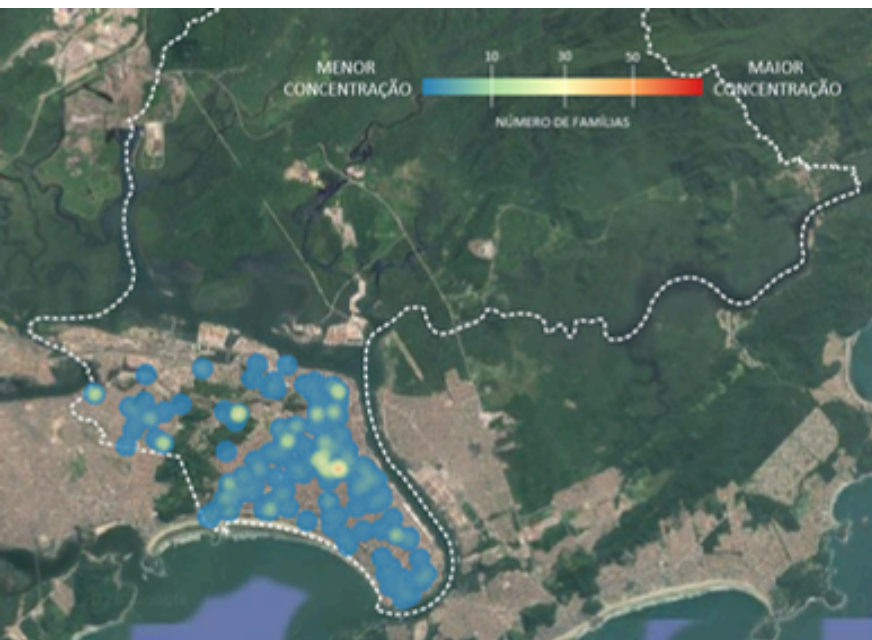 10 30 50
MENOR
CONCENTRAÇÃO
MAIOR
CONCENTRAÇÃO
NÚMERO DE FAMÍLIAS